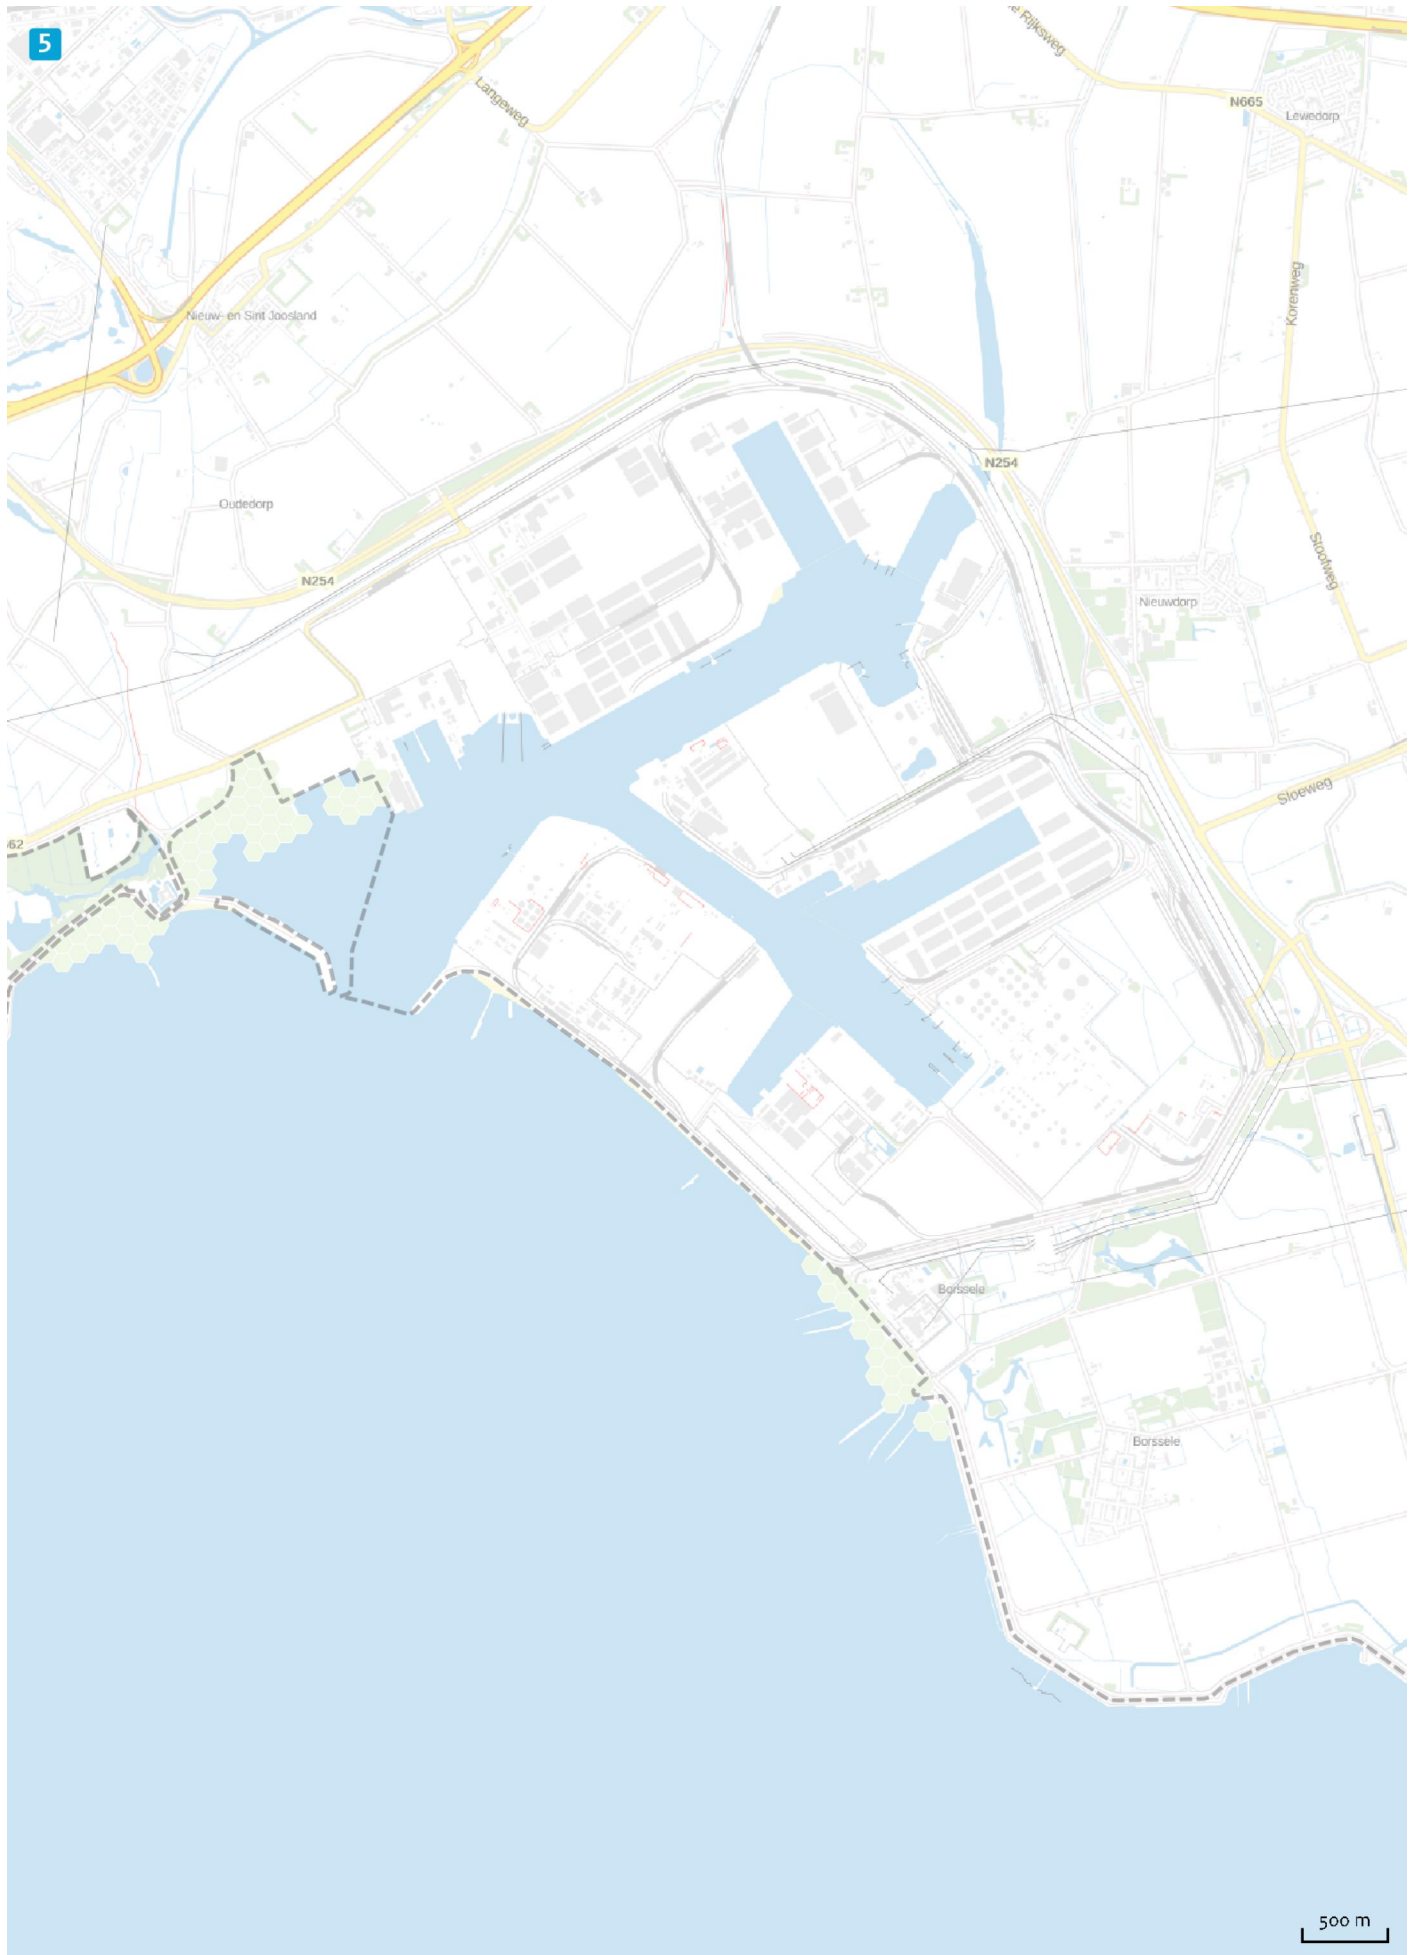 5
Rijksweg
Langeweg
N665
Lewedorp
Korenweg
Nieuw- en Sint Joosland
N254
Oudedorp
Stoofweg
N254
Nieuwdorp
Sloeweg
62
Borssele
Borssele
500 m